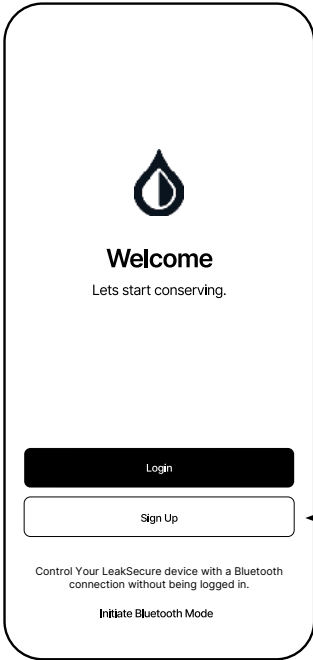 Welcome
Lets start conserving.
Login
Sign Up
Control Your LeakSecure device with a Bluetooth
connection without being logged in.
Initiate Bluetooth Mode